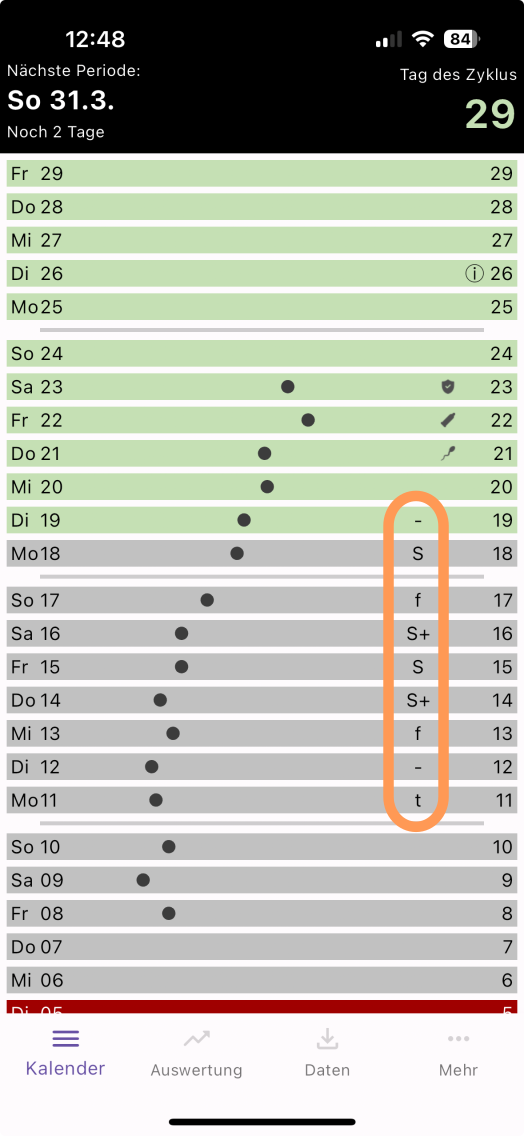 12:48
84
Nächste Periode:
Tag des Zyklus
So 31.3.
29
Noch 2 Tage
Fr 29 29
Do 28 28
Mi 27 27
Di 26 ⓘ 26
Mo 25 25
So 24 24
Sa 23 23
Fr 22 22
Do 21 21
Mi 20 20
Di 19 - 19
Mo 18 S 18
So 17 f 17
Sa 16 S+ 16
Fr 15 S 15
Do 14 S+ 14
Mi 13 f 13
Di 12 - 12
Mo 11 t 11
So 10 10
Sa 09 9
Fr 08 8
Do 07 7
Mi 06 6
Di 05 5
Kalender
Auswertung
Daten
Mehr